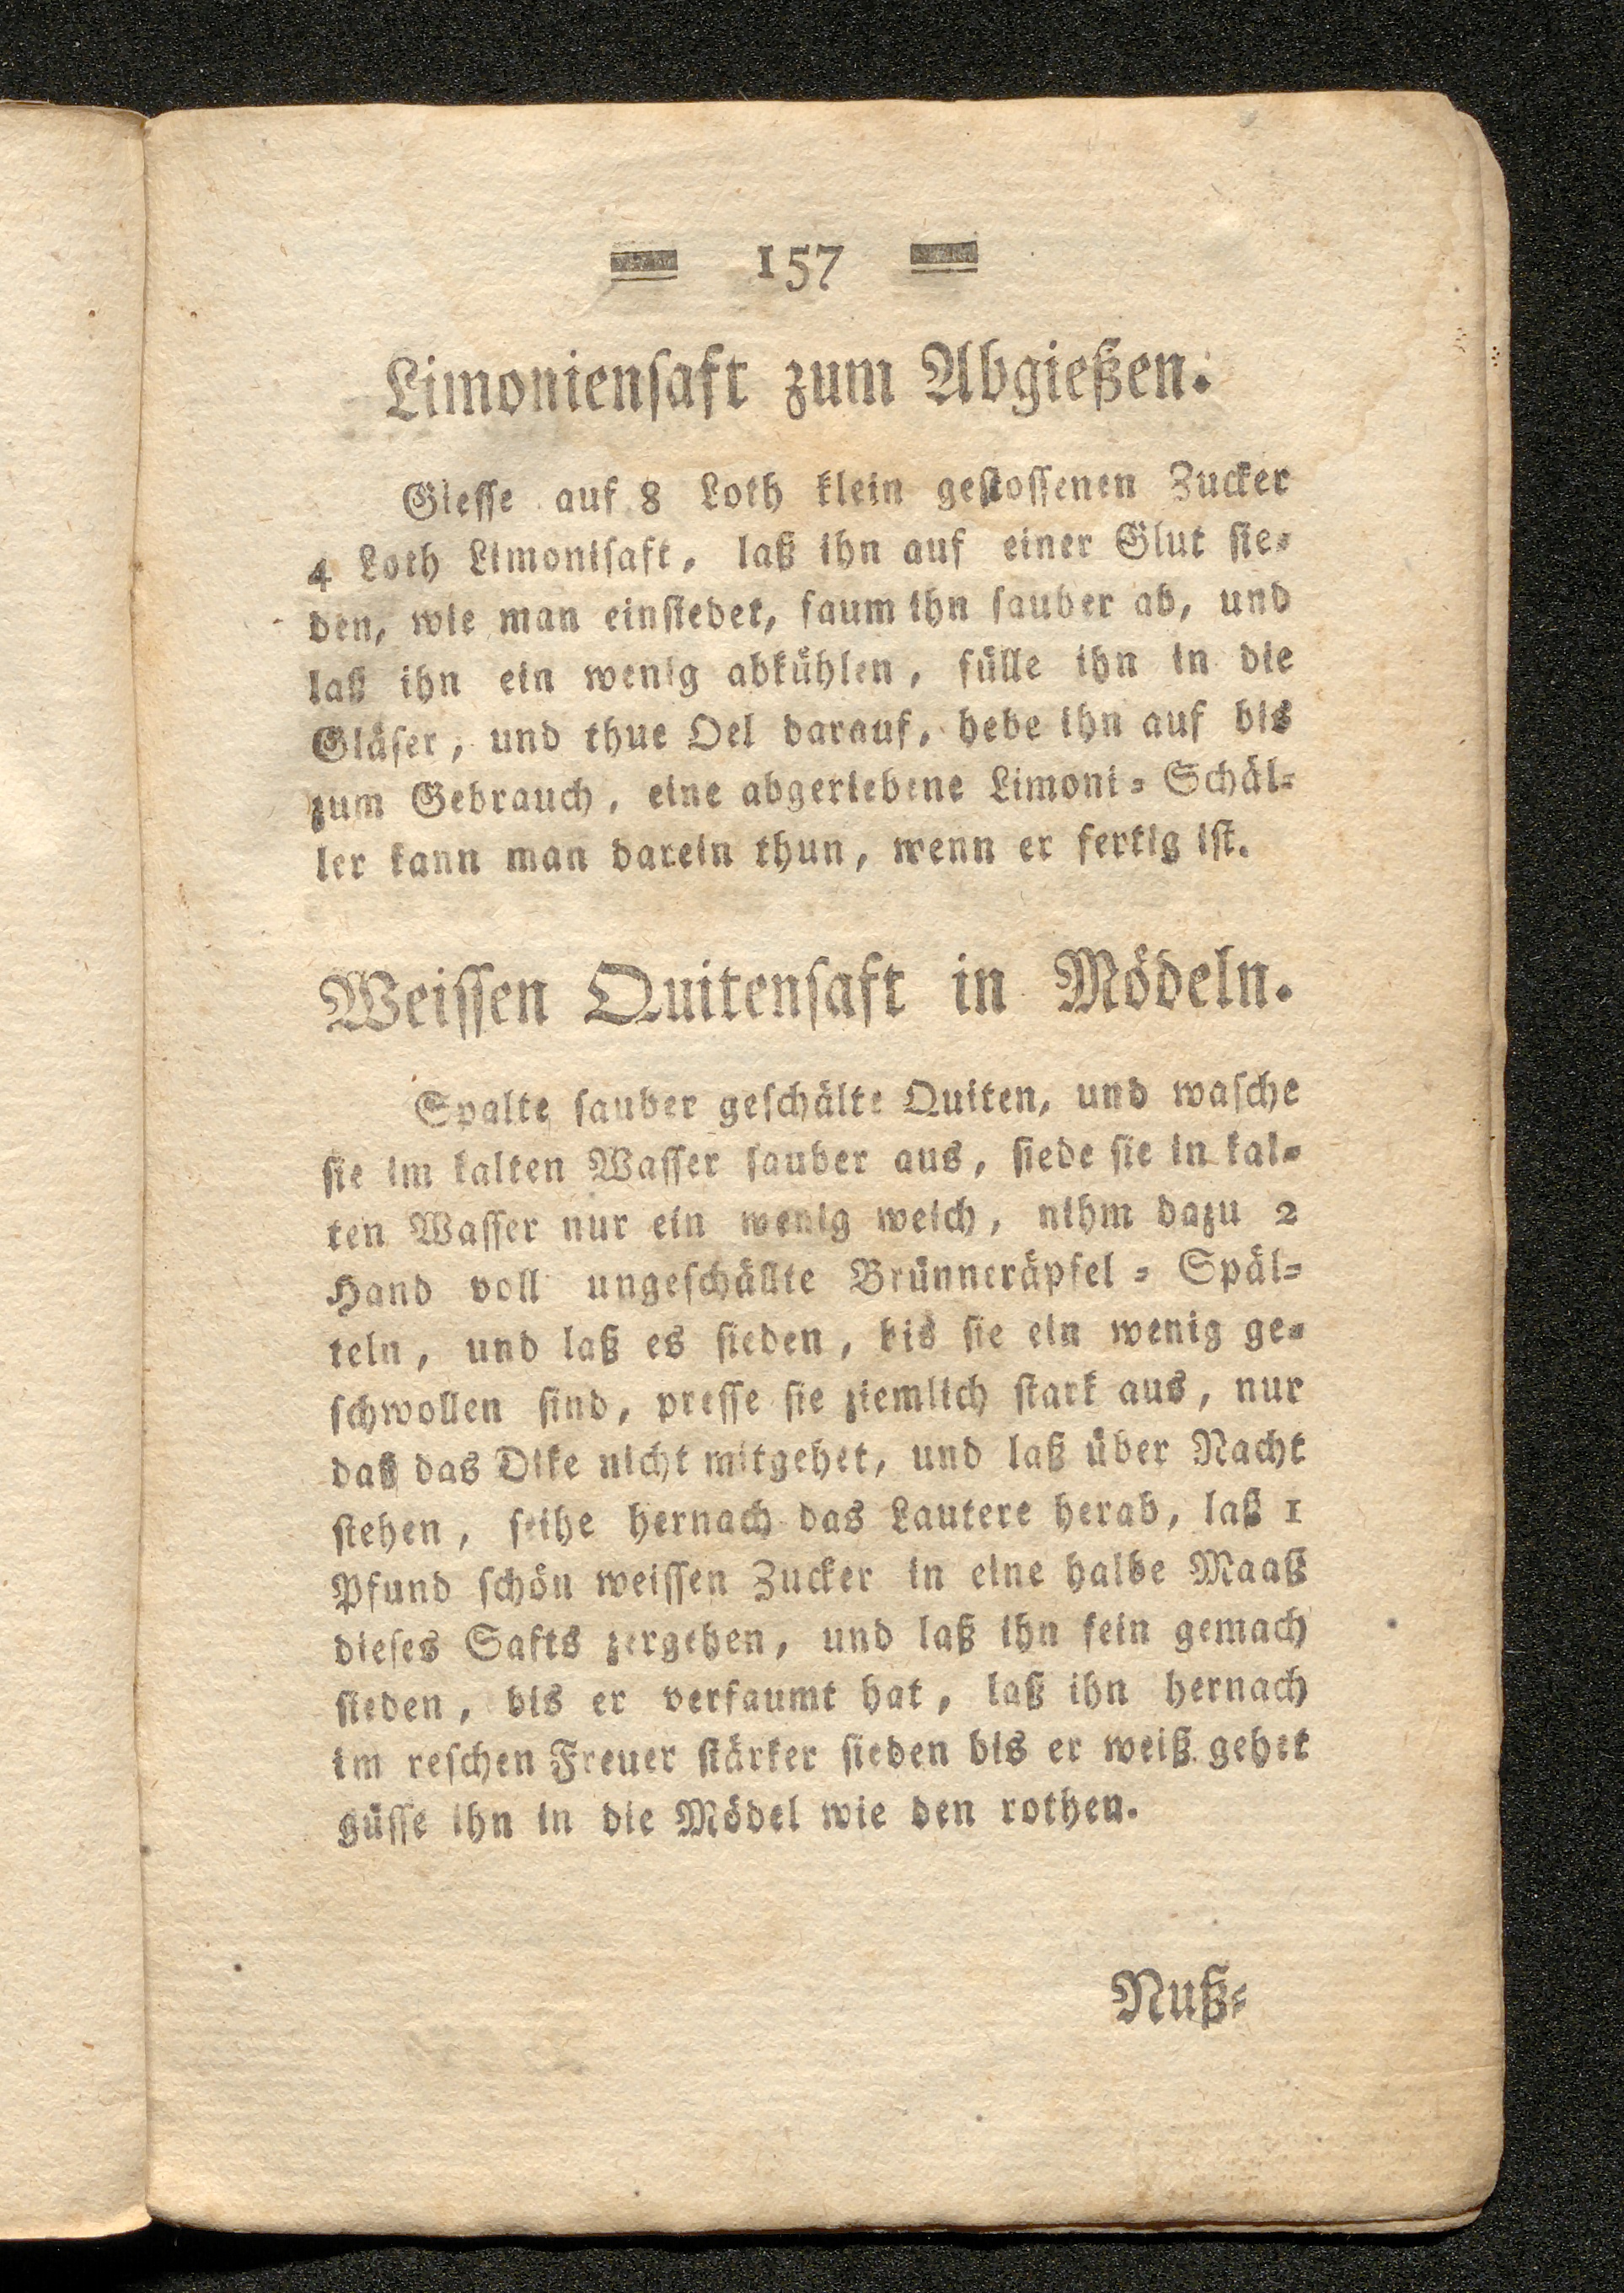 157
Limonienſaft zum Abgießen.
Gieſſe auf 8 Loth klein geſtoſſenen Zucker
4 Loth Limoniſaft, laß ihn auf einer Glut ſie⸗
den, wie man einſiedet, faum ihn ſauber ab, und
laß ihn ein wenig abkühlen, fülle ihn in die
Gläſer, und thue Oel darauf, hebe ihn auf bis
zum Gebrauch, eine abgeriebene Limoni⸗Schäl⸗
ler kann man darein thun, wenn er fertig iſt.
Weiſſen Quitenſaft in Mödeln.
Spalte ſauber geſchälte Quiten, und waſche
ſie im kalten Waſſer ſauber aus, ſiede ſie in kal⸗
ten Waſſer nur ein wenig weich, nihm dazu 2
Hand voll ungeſchällte Brünneräpfel⸗Späl⸗
teln, und laß es ſieden, bis ſie ein wenig ge⸗
ſchwollen ſind, preſſe ſie ziemlich ſtark aus, nur
daß das Dike nicht mitgehet, und laß über Nacht
ſtehen, ſeihe hernach das Lautere herab, laß 1
Pfund ſchön weiſſen Zucker in eine halbe Maaß
dieſes Safts zergehen, und laß ihn fein gemach
ſieden, bis er verfaumt hat, laß ihn hernach
im reſchen Freuer ſtärker ſieden bis er weiß gehet
güſſe ihn in die Mödel wie den rothen.
Nuß⸗